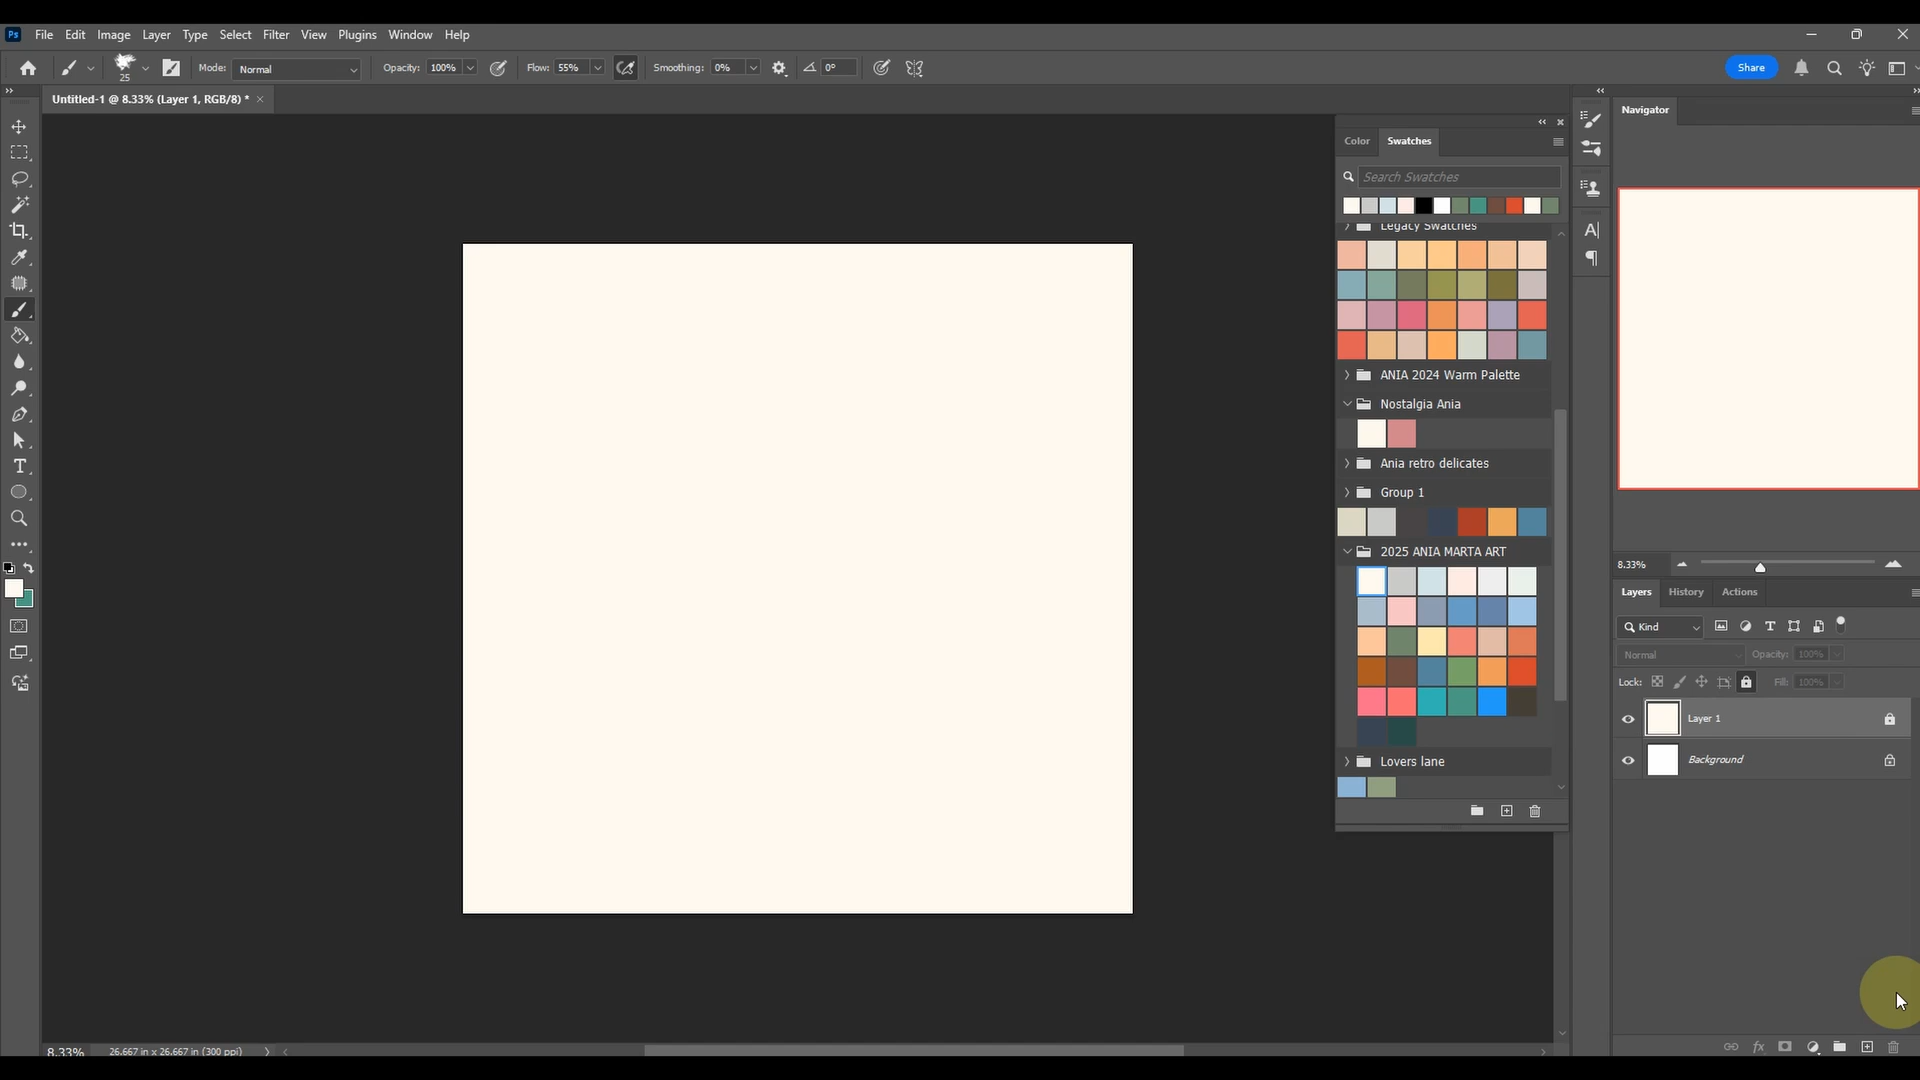 Ps File Edit Image Layer Type Select Filter View Plugins Window Help
25 Mode: Normal Opacity: 100% Flow: 55% Smoothing: 0% 0° Share
Untitled-1 @ 8.33% (Layer 1, RGB/8) *
Color Swatches
Search Swatches
Legacy Swatches
ANIA 2024 Warm Palette
Nostalgia Ania
Ania retro delicates
Group 1
2025 ANIA MARTA ART
Lovers lane
Navigator
8.33%
Layers History Actions
Kind
Normal Opacity: 100%
Lock: Fill: 100%
Layer 1
Background
fx
8.33% 26.667 in x 26.667 in (300 ppi)